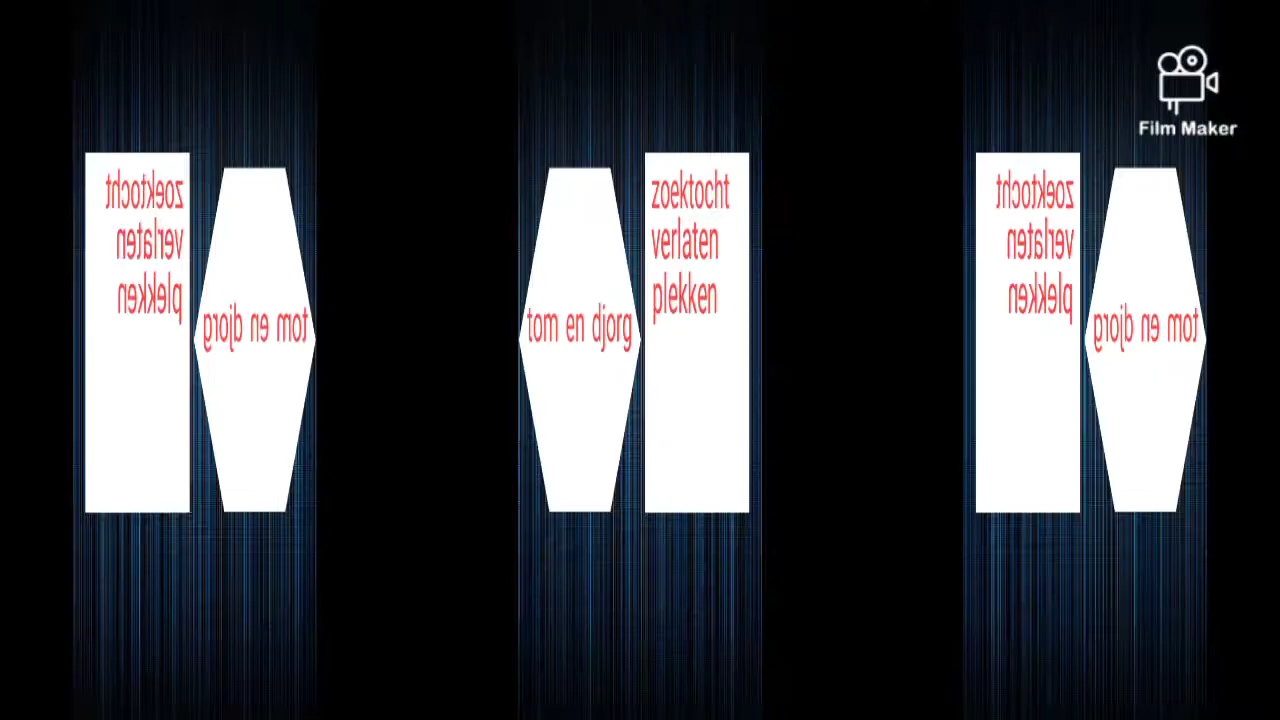 Film Maker
zoektocht
verlaten
plekken
tom en djorg
tom en djorg
zoektocht
verlaten
plekken
zoektocht
verlaten
plekken
tom en djorg